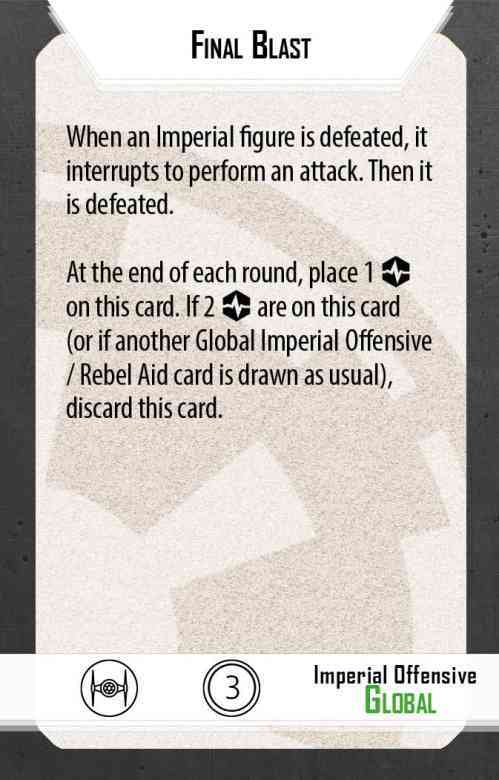 Final Blast
When an Imperial figure is defeated, it
interrupts to perform an attack. Then it
is defeated.
At the end of each round, place 1
on this card. If 2 are on this card
(or if another Global Imperial Offensive
/ Rebel Aid card is drawn as usual),
discard this card.
3
Imperial Offensive
Global